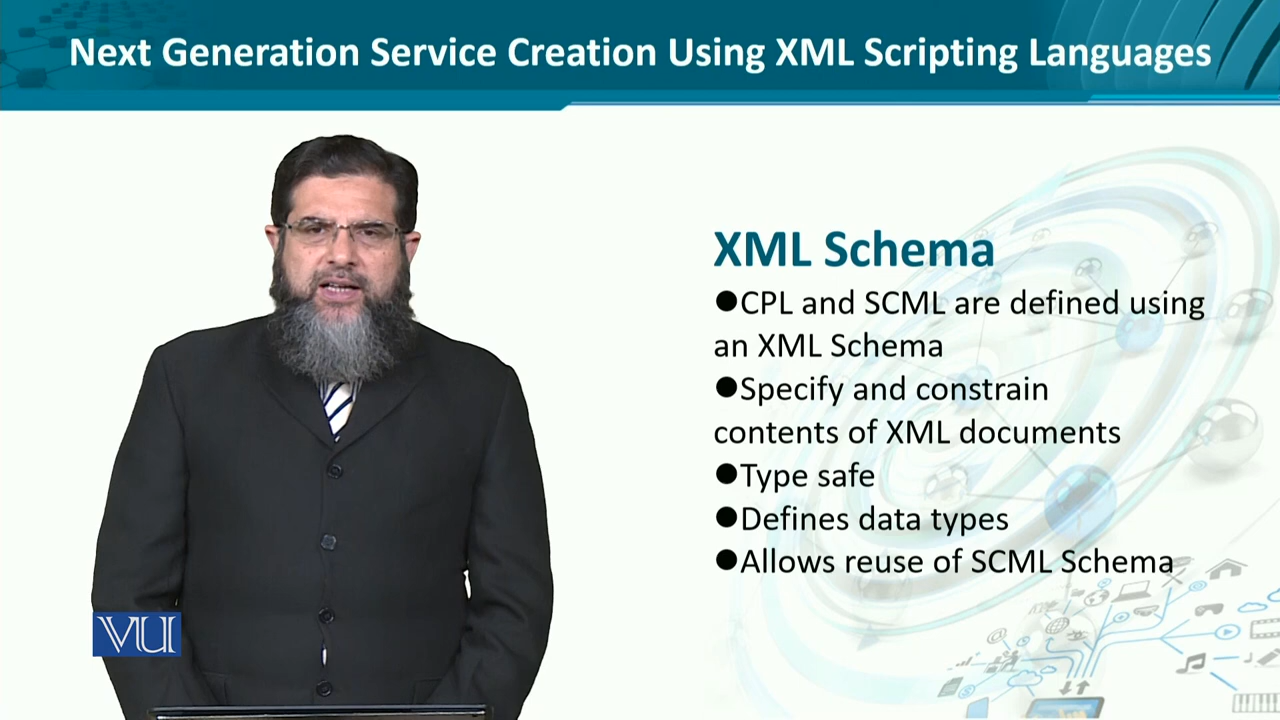 Next Generation Service Creation Using XML Scripting Languages
XML Schema
●CPL and SCML are defined using
an XML Schema
●Specify and constrain
contents of XML documents
●Type safe
●Defines data types
●Allows reuse of SCML Schema
VU